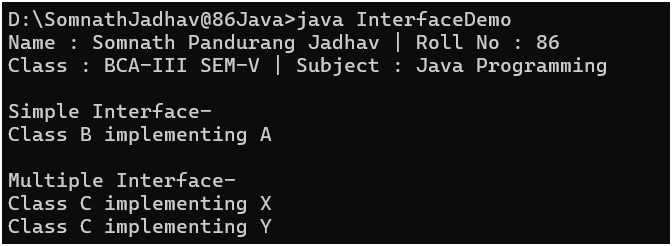 D:\SomnathJadhav@86Java>java InterfaceDemo
Name : Somnath Pandurang Jadhav | Roll No : 86
Class : BCA-III SEM-V | Subject : Java Programming
Simple Interface-
Class B implementing A
Multiple Interface-
Class C implementing X
Class C implementing Y